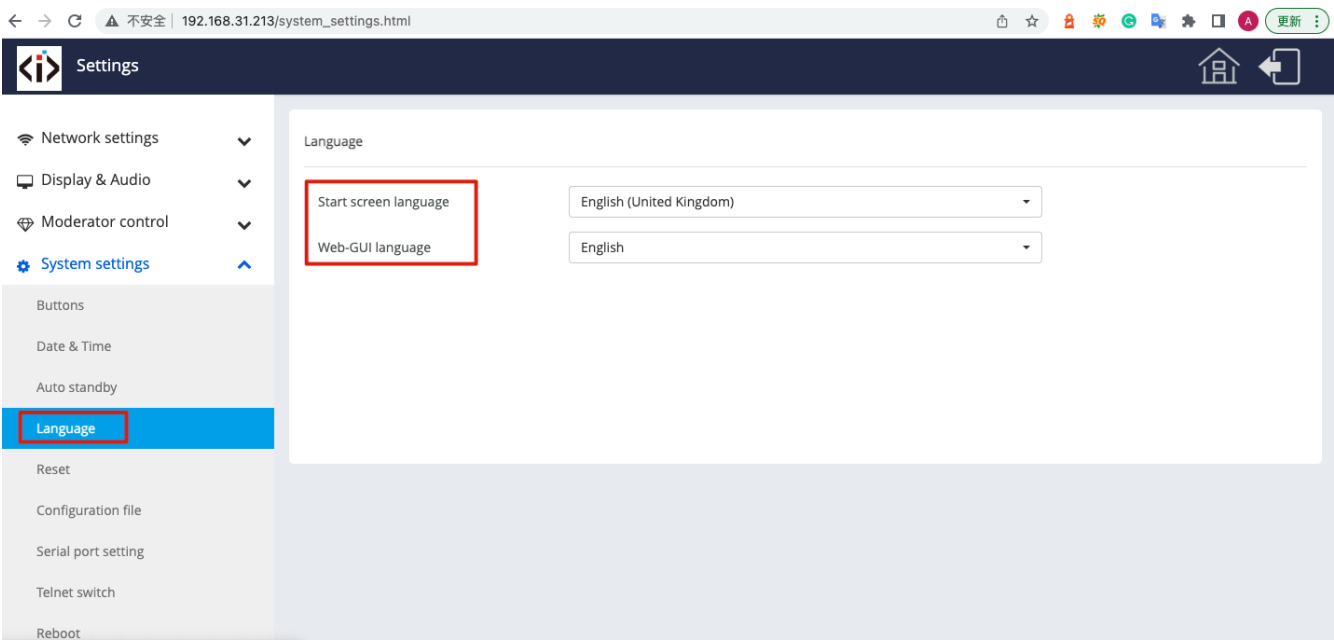 不安全 192.168.31.213/system_settings.html
更新
A
Settings
Network settings
Display & Audio
Moderator control
System settings
Buttons
Date & Time
Auto standby
Language
Reset
Configuration file
Serial port setting
Telnet switch
Reboot
Language
Start screen language
English (United Kingdom)
Web-GUI language
English